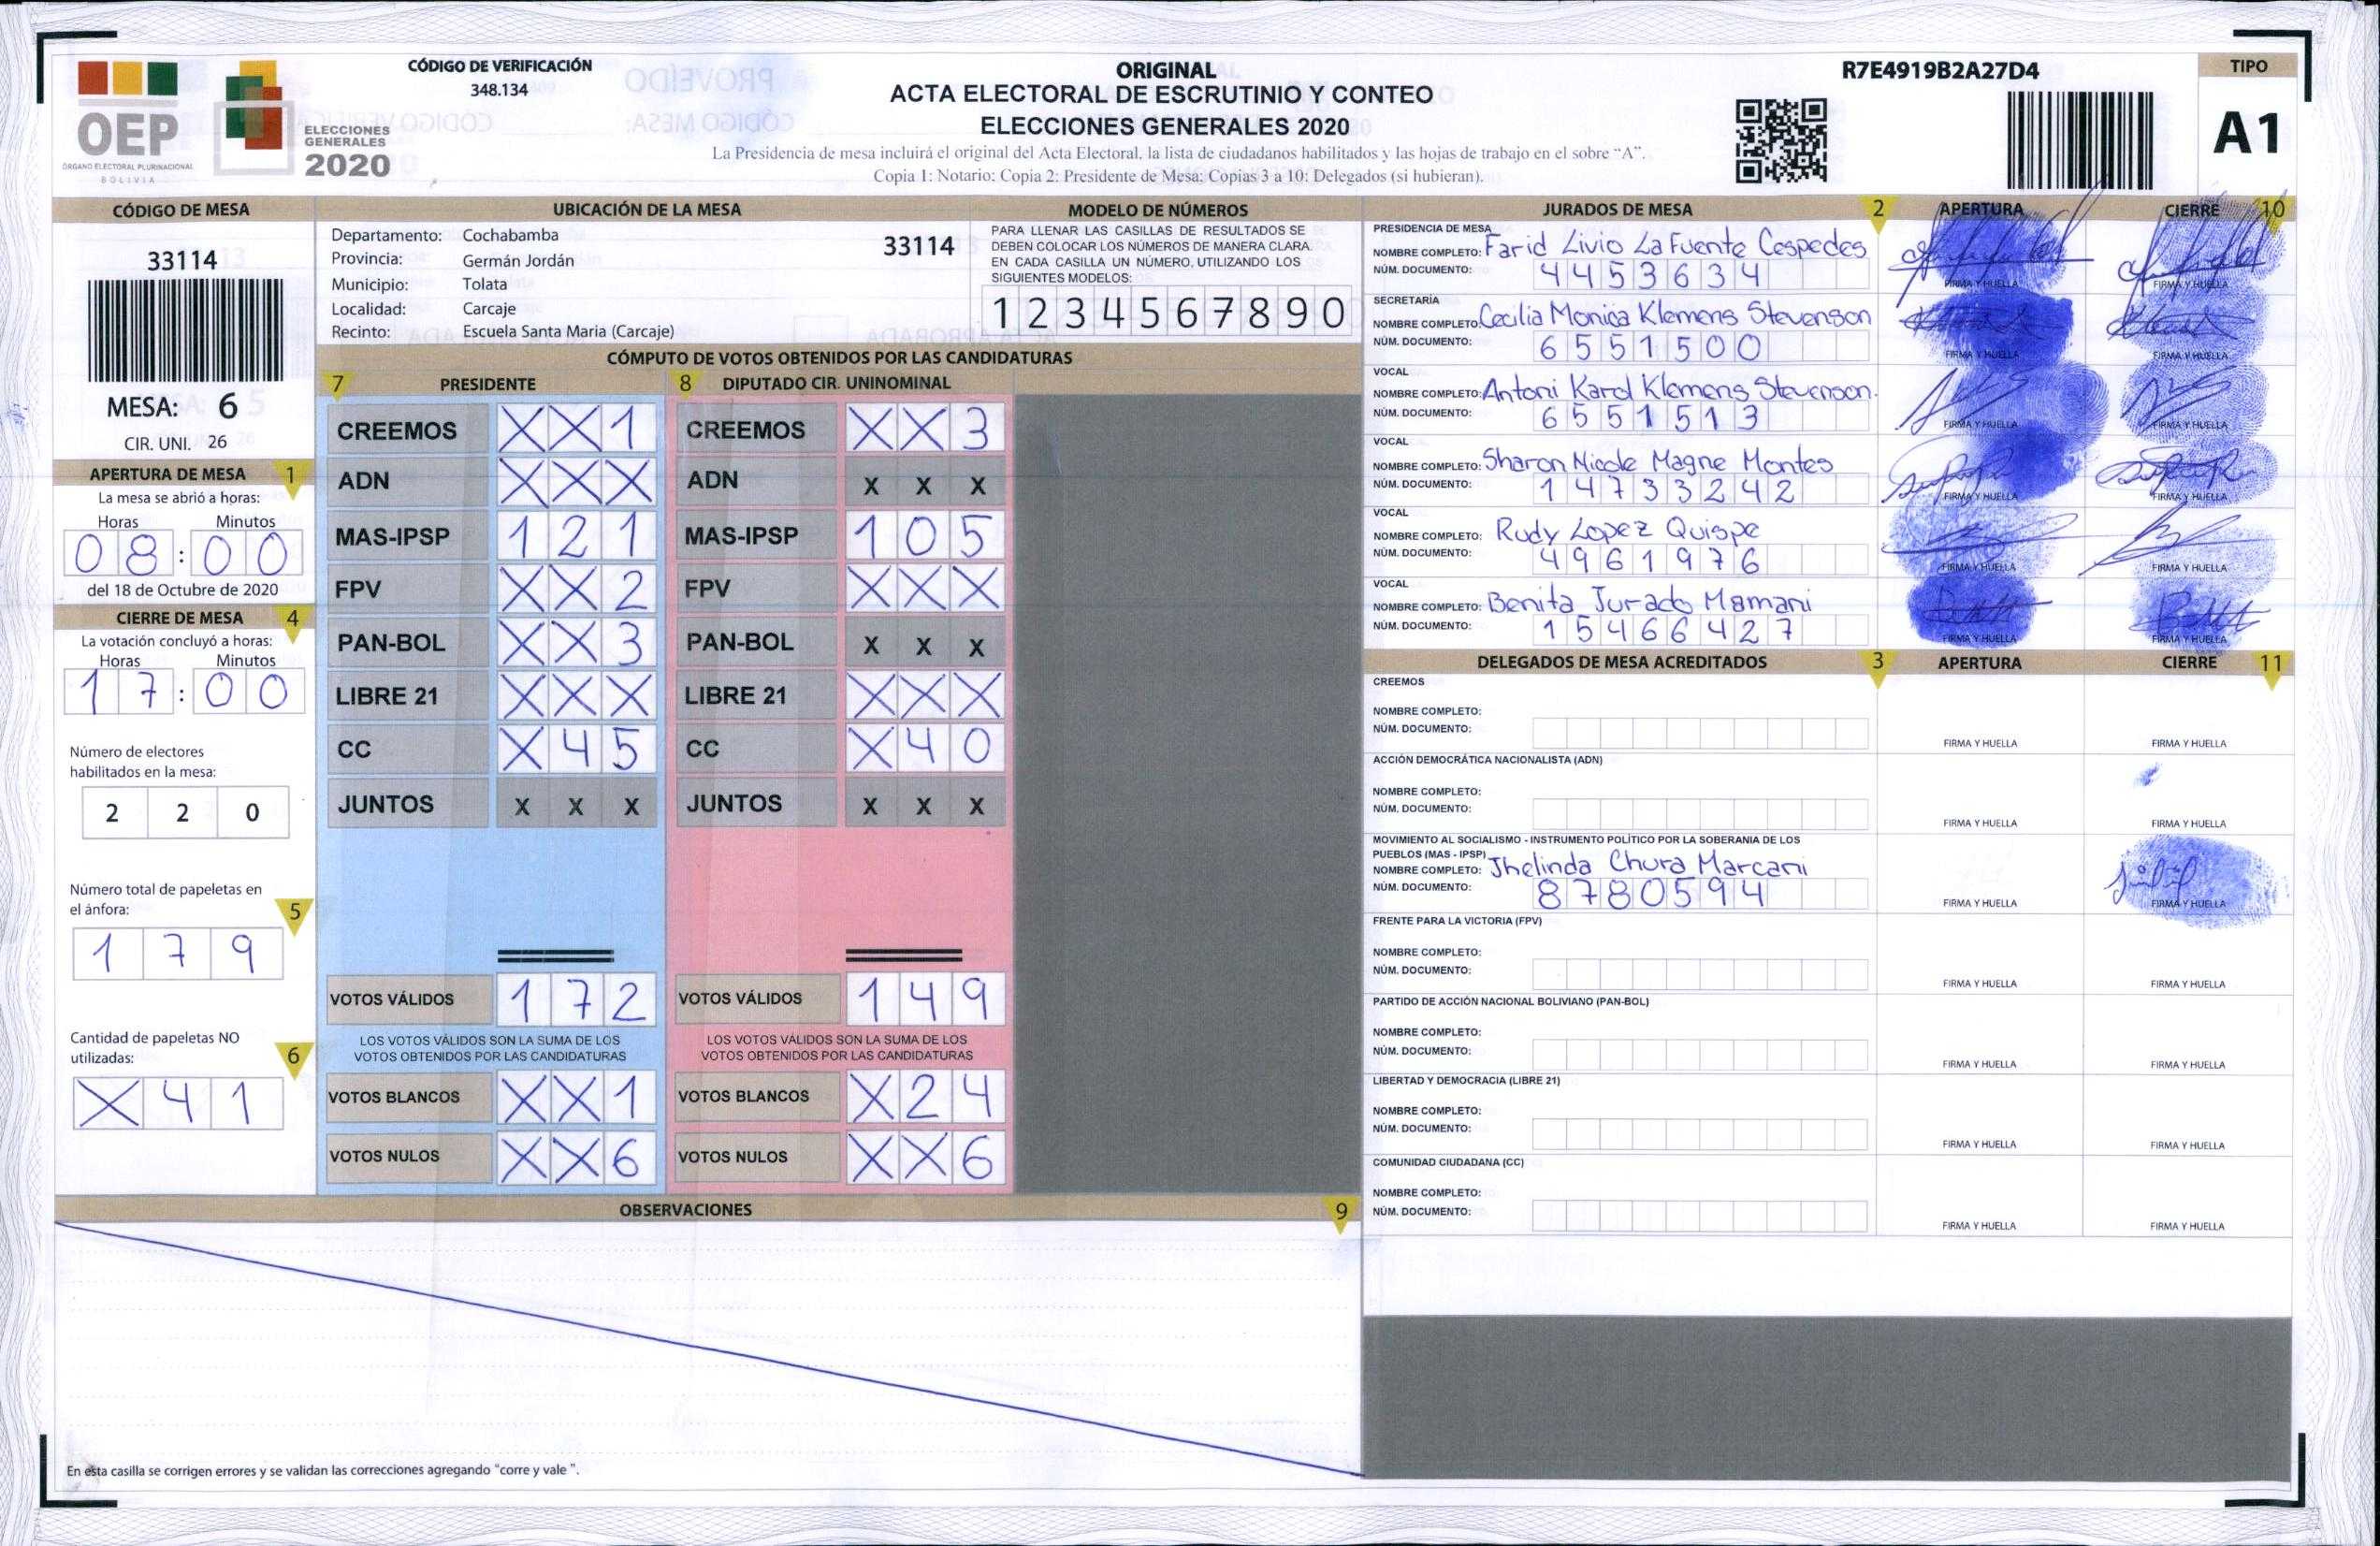 OEP
ÓRGANO ELECTORAL PLURINACIONAL
BOLIVIA
ELECCIONES
GENERALES
2020
CÓDIGO DE VERIFICACIÓN
348.134
ORIGINAL
ACTA ELECTORAL DE ESCRUTINIO Y CONTEO
ELECCIONES GENERALES 2020
La Presidencia de mesa incluirá el original del Acta Electoral, la lista de ciudadanos habilitados y las hojas de trabajo en el sobre “A”.
Copia 1: Notario: Copia 2: Presidente de Mesa: Copias 3 a 10: Delegados (si hubieran).
R7E4919B2A27D4
TIPO
A1
CÓDIGO DE MESA
33114
MESA: 6
CIR. UNI. 26
APERTURA DE MESA 1
La mesa se abrió a horas:
Horas Minutos
08:00
del 18 de Octubre de 2020
CIERRE DE MESA 4
La votación concluyó a horas:
Horas Minutos
17:00
Número de electores
habilitados en la mesa:
2 2 0
Número total de papeletas en
el ánfora: 5
1 7 9
Cantidad de papeletas NO
utilizadas: 6
X 4 1
UBICACIÓN DE LA MESA
Departamento: Cochabamba
Provincia: Germán Jordán
Municipio: Tolata
Localidad: Carcaje
Recinto: Escuela Santa Maria (Carcaje)
33114
MODELO DE NÚMEROS
PARA LLENAR LAS CASILLAS DE RESULTADOS SE
DEBEN COLOCAR LOS NÚMEROS DE MANERA CLARA.
EN CADA CASILLA UN NÚMERO, UTILIZANDO LOS
SIGUIENTES MODELOS:
1 2 3 4 5 6 7 8 9 0
CÓMPUTO DE VOTOS OBTENIDOS POR LAS CANDIDATURAS
7 PRESIDENTE 8 DIPUTADO CIR. UNINOMINAL
CREEMOS X X 1 CREEMOS X X 3
ADN X X X ADN X X X
MAS-IPSP 1 2 1 MAS-IPSP 1 0 5
FPV X X 2 FPV X X X
PAN-BOL X X 3 PAN-BOL X X X
LIBRE 21 X X X LIBRE 21 X X X
CC X 4 5 CC X 4 0
JUNTOS X X X JUNTOS X X X
VOTOS VÁLIDOS 1 7 2 VOTOS VÁLIDOS 1 4 9
LOS VOTOS VÁLIDOS SON LA SUMA DE LOS LOS VOTOS VÁLIDOS SON LA SUMA DE LOS
VOTOS OBTENIDOS POR LAS CANDIDATURAS VOTOS OBTENIDOS POR LAS CANDIDATURAS
VOTOS BLANCOS X X 1 VOTOS BLANCOS X 2 4
VOTOS NULOS X X 6 VOTOS NULOS X X 6
OBSERVACIONES 9
En esta casilla se corrigen errores y se validan las correcciones agregando “corre y vale ”.
JURADOS DE MESA 2 APERTURA CIERRE 10
PRESIDENCIA DE MESA
NOMBRE COMPLETO: Farid Livio La Fuente Cespedes
NÚM. DOCUMENTO: 4453634
FIRMA Y HUELLA FIRMA Y HUELLA
SECRETARÍA
NOMBRE COMPLETO: Cecilia Monica Klemens Stevenson
NÚM. DOCUMENTO: 6551500
FIRMA Y HUELLA FIRMA Y HUELLA
VOCAL
NOMBRE COMPLETO: Antoni Karol Klemens Stevenson.
NÚM. DOCUMENTO: 6551513
FIRMA Y HUELLA FIRMA Y HUELLA
VOCAL
NOMBRE COMPLETO: Sharon Nicole Magne Montes
NÚM. DOCUMENTO: 14733242
FIRMA Y HUELLA FIRMA Y HUELLA
VOCAL
NOMBRE COMPLETO: Rudy Lopez Quispe
NÚM. DOCUMENTO: 4961976
FIRMA Y HUELLA FIRMA Y HUELLA
VOCAL
NOMBRE COMPLETO: Benita Jurado Mamani
NÚM. DOCUMENTO: 15466427
FIRMA Y HUELLA FIRMA Y HUELLA
DELEGADOS DE MESA ACREDITADOS 3 APERTURA CIERRE 11
CREEMOS
NOMBRE COMPLETO:
NÚM. DOCUMENTO:
FIRMA Y HUELLA FIRMA Y HUELLA
ACCIÓN DEMOCRÁTICA NACIONALISTA (ADN)
NOMBRE COMPLETO:
NÚM. DOCUMENTO:
FIRMA Y HUELLA FIRMA Y HUELLA
MOVIMIENTO AL SOCIALISMO - INSTRUMENTO POLÍTICO POR LA SOBERANIA DE LOS
PUEBLOS (MAS - IPSP)
NOMBRE COMPLETO: Jhelinda Chura Marcani
NÚM. DOCUMENTO: 8780594
FIRMA Y HUELLA FIRMA Y HUELLA
FRENTE PARA LA VICTORIA (FPV)
NOMBRE COMPLETO:
NÚM. DOCUMENTO:
FIRMA Y HUELLA FIRMA Y HUELLA
PARTIDO DE ACCIÓN NACIONAL BOLIVIANO (PAN-BOL)
NOMBRE COMPLETO:
NÚM. DOCUMENTO:
FIRMA Y HUELLA FIRMA Y HUELLA
LIBERTAD Y DEMOCRACIA (LIBRE 21)
NOMBRE COMPLETO:
NÚM. DOCUMENTO:
FIRMA Y HUELLA FIRMA Y HUELLA
COMUNIDAD CIUDADANA (CC)
NOMBRE COMPLETO:
NÚM. DOCUMENTO:
FIRMA Y HUELLA FIRMA Y HUELLA